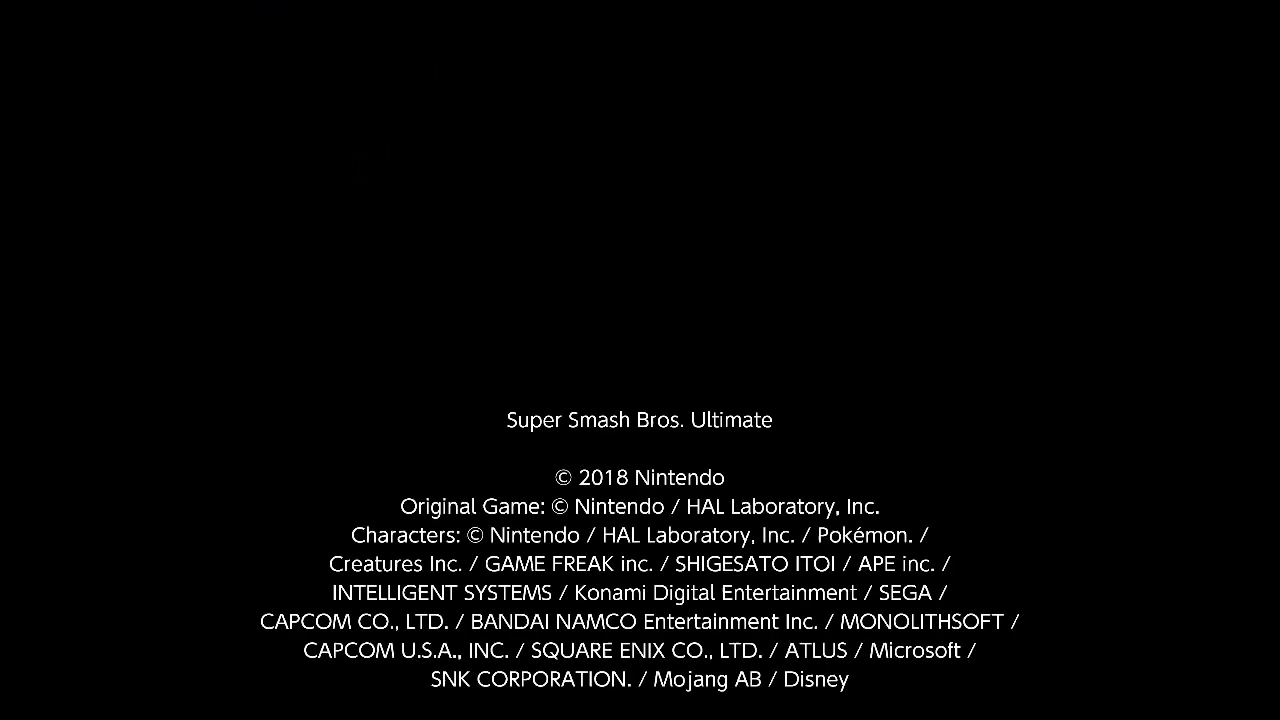 Super Smash Bros. Ultimate
© 2018 Nintendo
Original Game: © Nintendo / HAL Laboratory, Inc.
Characters: © Nintendo / HAL Laboratory, Inc. / Pokémon. /
Creatures Inc. / GAME FREAK inc. / SHIGESATO ITOI / APE inc. /
INTELLIGENT SYSTEMS / Konami Digital Entertainment / SEGA /
CAPCOM CO., LTD. / BANDAI NAMCO Entertainment Inc. / MONOLITHSOFT /
CAPCOM U.S.A., INC. / SQUARE ENIX CO., LTD. / ATLUS / Microsoft /
SNK CORPORATION. / Mojang AB / Disney